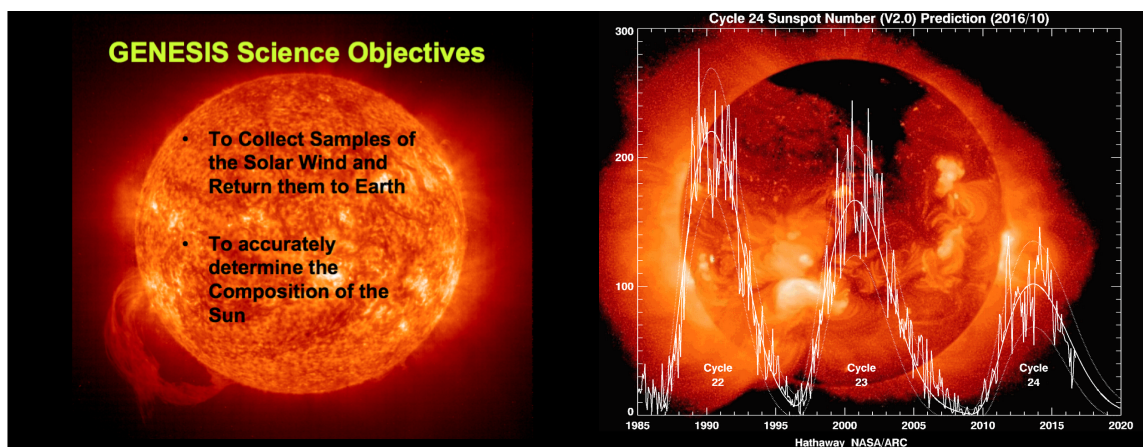 GENESIS Science Objectives
• To Collect Samples of
the Solar Wind and
Return them to Earth
• To accurately
determine the
Composition of the
Sun
Cycle 24 Sunspot Number (V2.0) Prediction (2016/10)
300
200
100
0
Cycle
22
Cycle
23
Cycle
24
1985
1990
1995
2000
2005
2010
2015
2020
Hathaway NASA/ARC